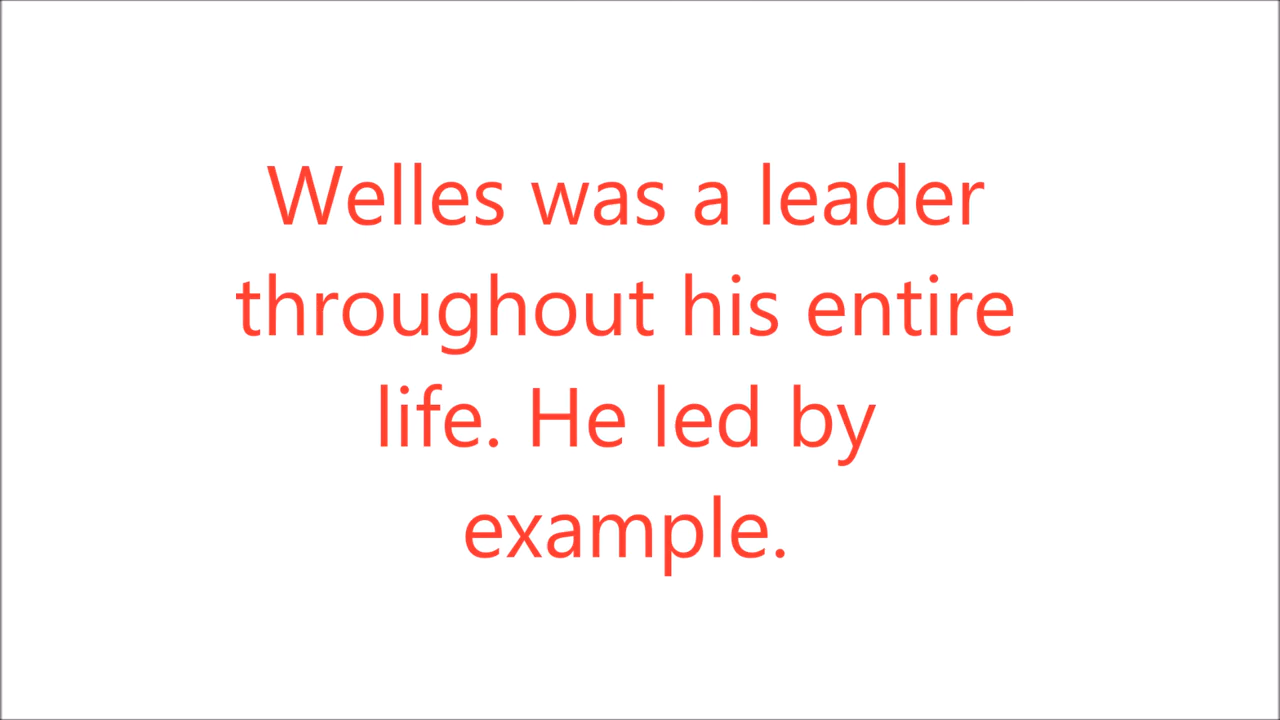 Welles was a leader
throughout his entire
life. He led by
example.